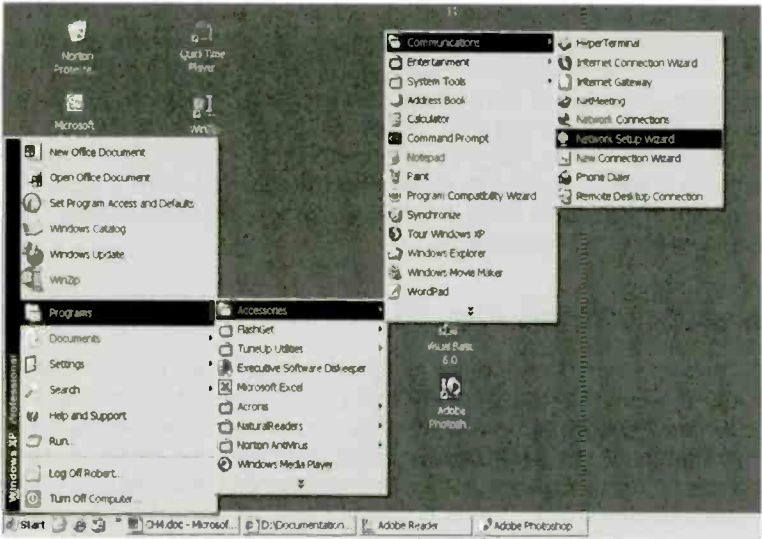 Norton
Quick Time
Player
Microsoft
New Office Document
Open Office Document
Set Program Access and Defaults
Windows Catalog
Windows Update
WinZip
Programs
Documents
Settings
Search
Help and Support
Run...
Log Off Robert...
Turn Off Computer...
Windows XP Professional
Accessories
FlashGet
TuneUp Utilities
Executive Software Diskeeper
Microsoft Excel
Acronis
NaturalReaders
Norton AntiVirus
Windows Media Player
Communications
Entertainment
System Tools
Address Book
Calculator
Command Prompt
Notepad
Paint
Program Compatibility Wizard
Synchronize
Tour Windows XP
Windows Explorer
Windows Movie Maker
WordPad
HyperTerminal
Internet Connection Wizard
Internet Gateway
NetMeeting
Network Connections
Network Setup Wizard
New Connection Wizard
Phone Dialer
Remote Desktop Connection
Visual Basic
6.0
Adobe
Photosh...
Start
CH4.doc - Microsof...
D:\Documentation...
Adobe Reader
Adobe Photoshop